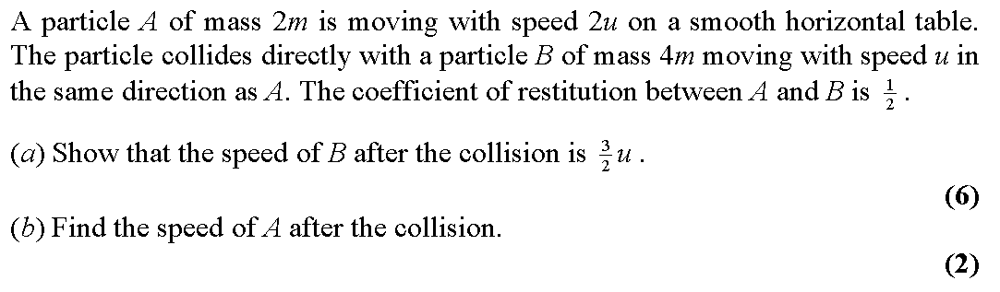 A particle A of mass 2m is moving with speed 2u on a smooth horizontal table.
The particle collides directly with a particle B of mass 4m moving with speed u in
the same direction as A. The coefficient of restitution between A and B is 1/2 .
(a) Show that the speed of B after the collision is 3/2 u .
(6)
(b) Find the speed of A after the collision.
(2)